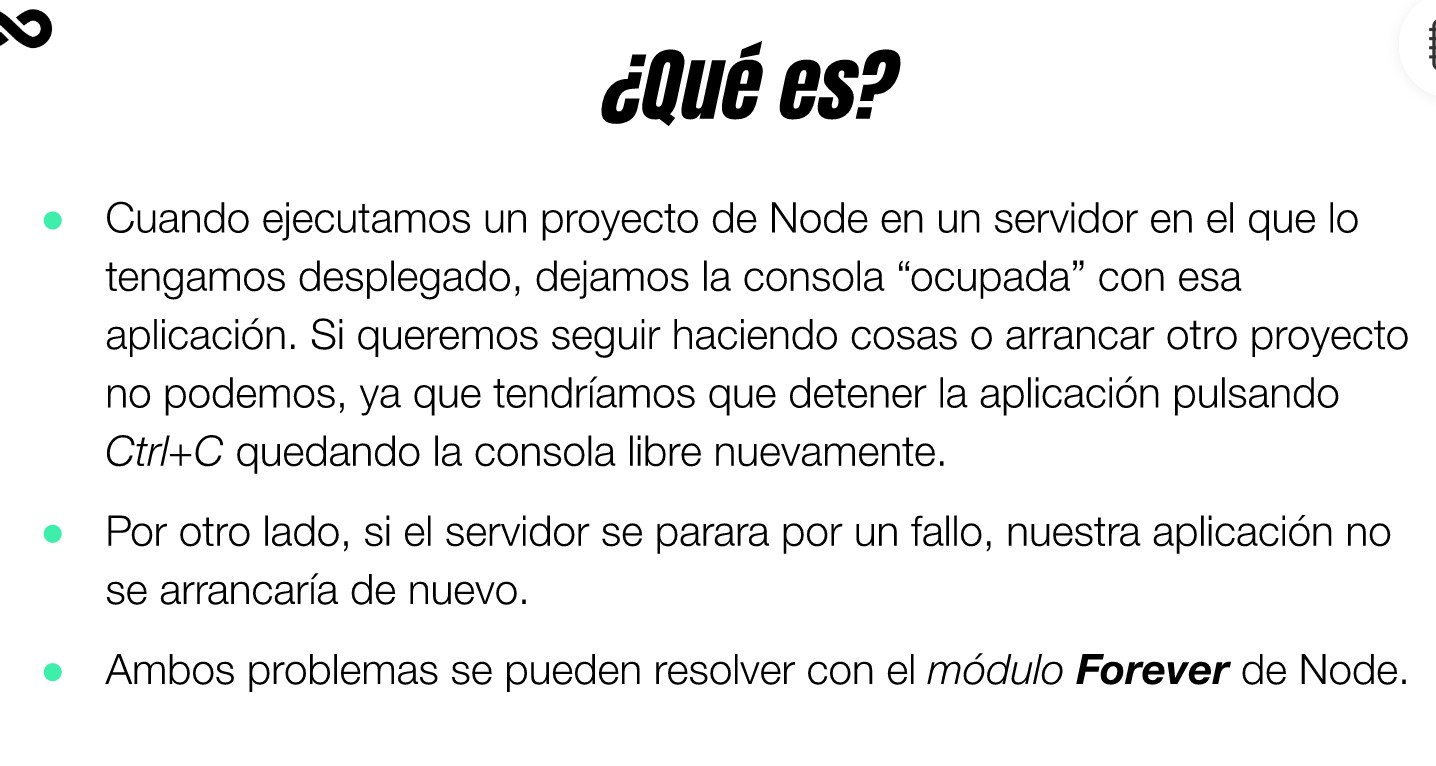 ¿Qué es?
Cuando ejecutamos un proyecto de Node en un servidor en el que lo
tengamos desplegado, dejamos la consola “ocupada” con esa
aplicación. Si queremos seguir haciendo cosas o arrancar otro proyecto
no podemos, ya que tendríamos que detener la aplicación pulsando
Ctrl+C quedando la consola libre nuevamente.
Por otro lado, si el servidor se parara por un fallo, nuestra aplicación no
se arrancaría de nuevo.
Ambos problemas se pueden resolver con el módulo Forever de Node.